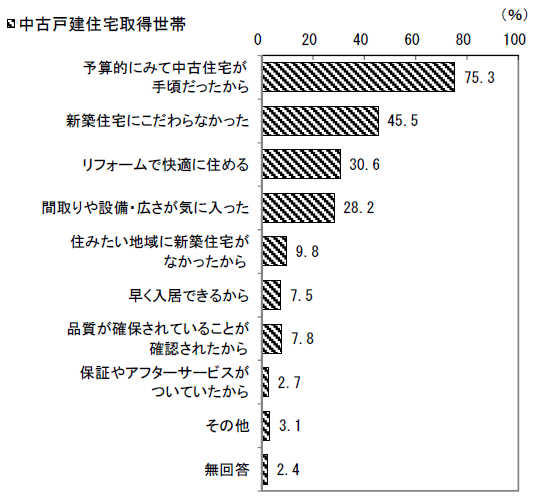 (%)
中古戸建住宅取得世帯
0 20 40 60 80 100
予算的にみて中古住宅が
手頃だったから
75.3
新築住宅にこだわらなかった
45.5
リフォームで快適に住める
30.6
間取りや設備・広さが気に入った
28.2
住みたい地域に新築住宅が
なかったから
9.8
早く入居できるから
7.5
品質が確保されていることが
確認されたから
7.8
保証やアフターサービスが
ついていたから
2.7
その他
3.1
無回答
2.4